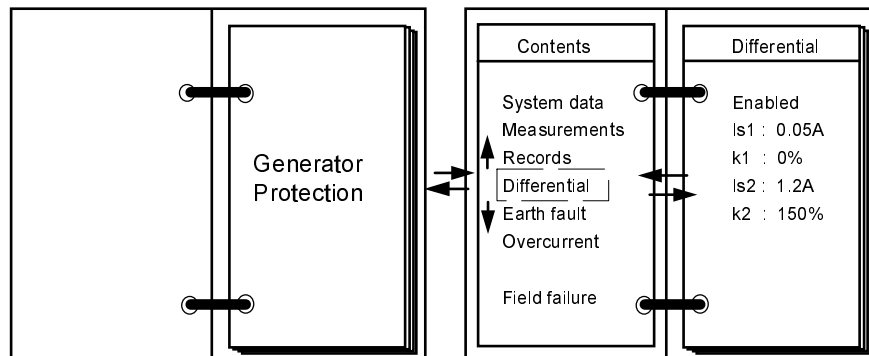 Generator
Protection
Contents
System data
Measurements
Records
Differential
Earth fault
Overcurrent
Field failure
Differential
Enabled
Is1 : 0.05A
k1 : 0%
Is2 : 1.2A
k2 : 150%